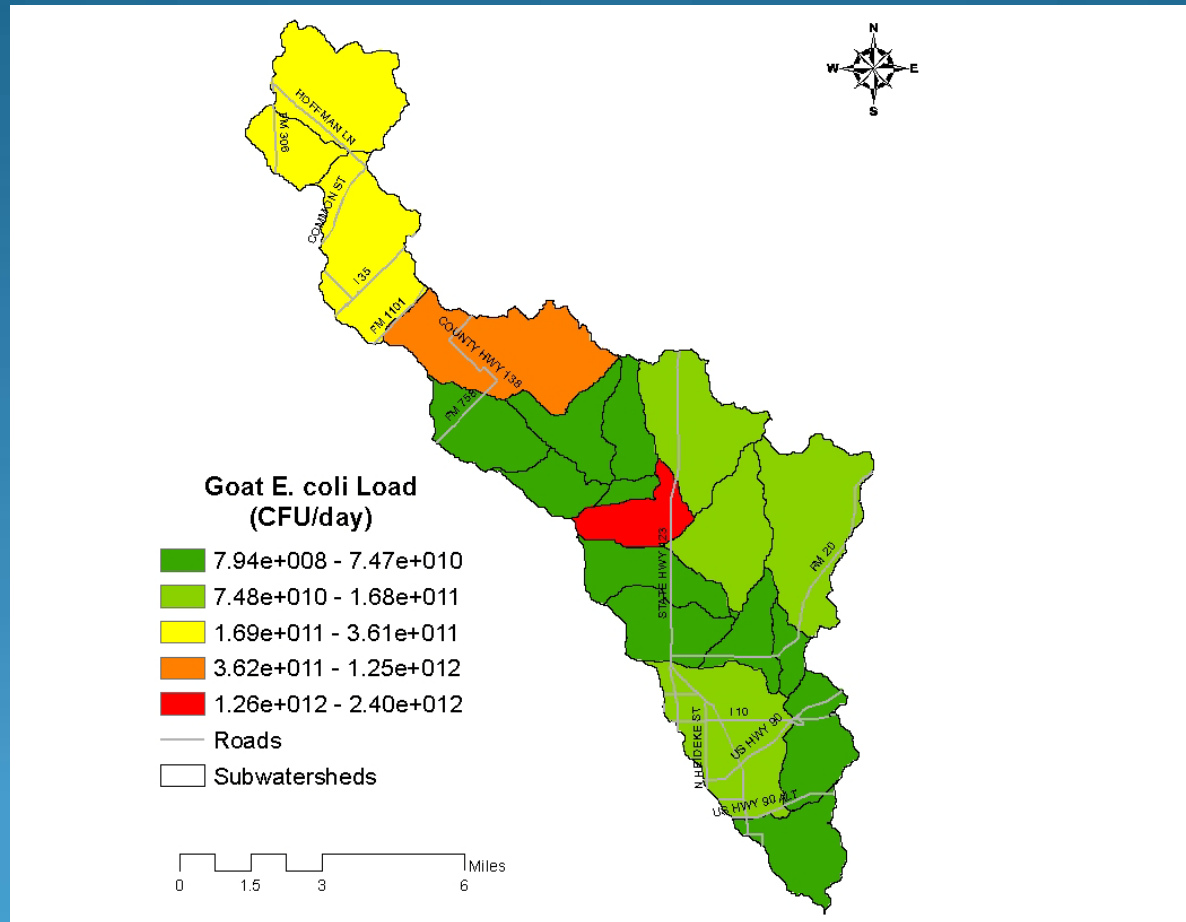 N
W E
S
HOFFMAN LN
FM 306
COMMON ST
I 35
FM 1101
COUNTY HWY 138
FM 758
Goat E. coli Load
(CFU/day)
7.94e+008 - 7.47e+010
7.48e+010 - 1.68e+011
1.69e+011 - 3.61e+011
3.62e+011 - 1.25e+012
1.26e+012 - 2.40e+012
Roads
Subwatersheds
STATE HWY 123
FM 20
I 10
N HEIDEKE ST
US HWY 90
US HWY 90 ALT
Miles
0 1.5 3 6